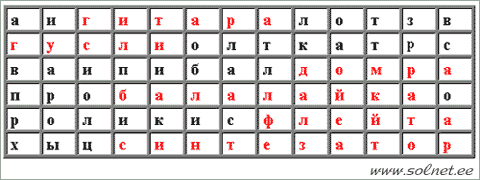 а и г и т а р а л о т з в
г у с л и о л т к а т р с
в а и п и б а л д о м р а
п р о б а л а л а й к а о
р о л и к и с ф л е й т а
х ы ц с и н т е з а т о р
www.solnet.ee